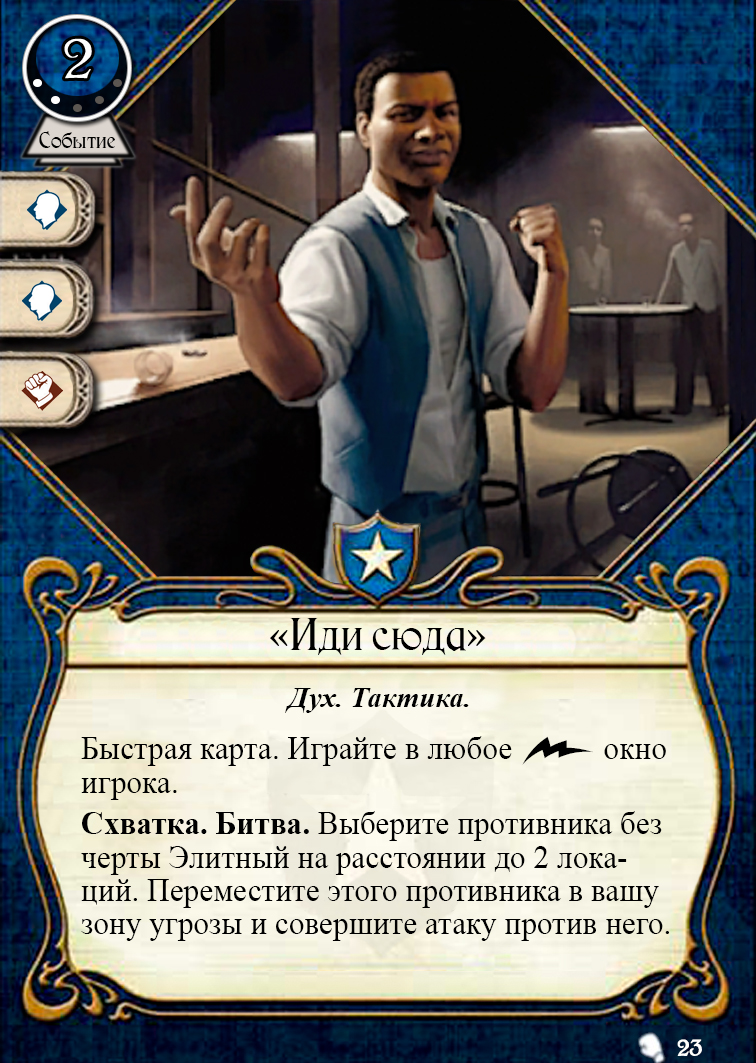 2
Событие
«Иди сюда»
Дух. Тактика.
Быстрая карта. Играйте в любое окно
игрока.
Схватка. Битва. Выберите противника без
черты Элитный на расстоянии до 2 лока-
ций. Переместите этого противника в вашу
зону угрозы и совершите атаку против него.
23